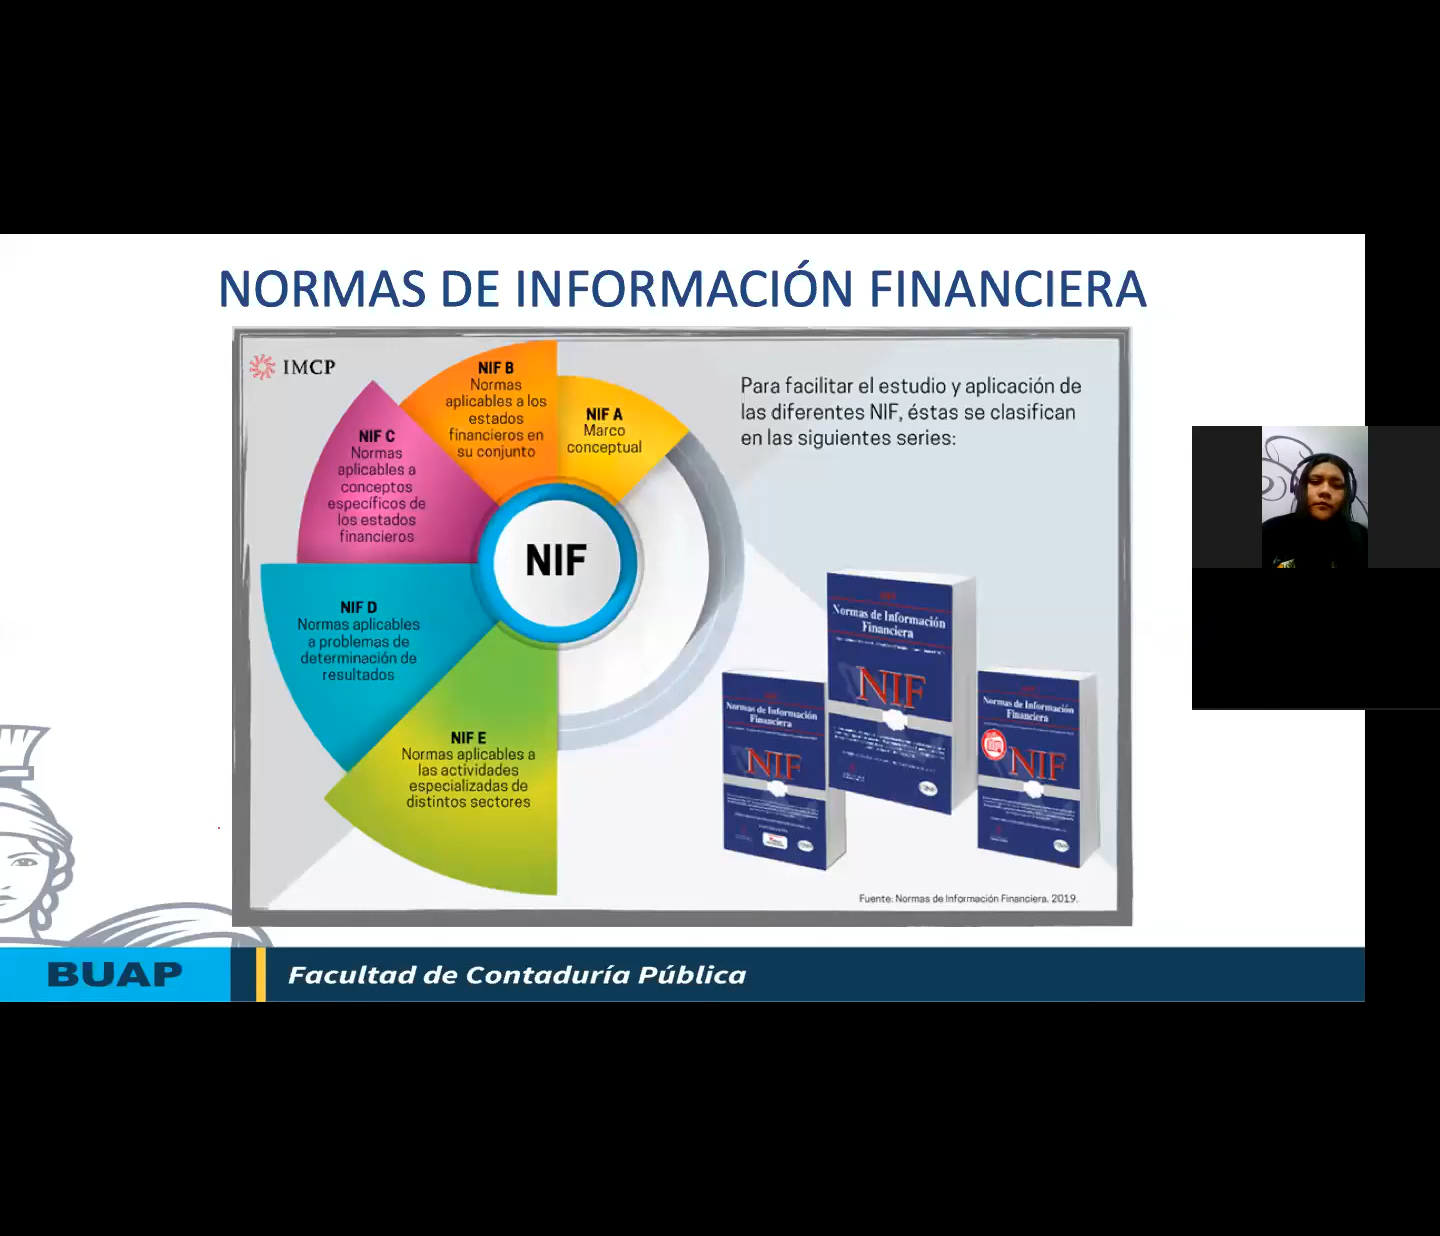 NORMAS DE INFORMACIÓN FINANCIERA
IMCP
NIF B
Normas
aplicables a los
estados
financieros en
su conjunto
NIF A
Marco
conceptual
Para facilitar el estudio y aplicación de
las diferentes NIF, éstas se clasifican
en las siguientes series:
NIF C
Normas
aplicables a
conceptos
específicos de
los estados
financieros
NIF
NIF D
Normas aplicables
a problemas de
determinación de
resultados
NIF E
Normas aplicables a
las actividades
especializadas de
distintos sectores
Normas de Información
Financiera
NIF
Normas de Información
Financiera
NIF
Normas de Información
Financiera
NIF
Fuente: Normas de Información Financiera. 2019.
BUAP
Facultad de Contaduría Pública